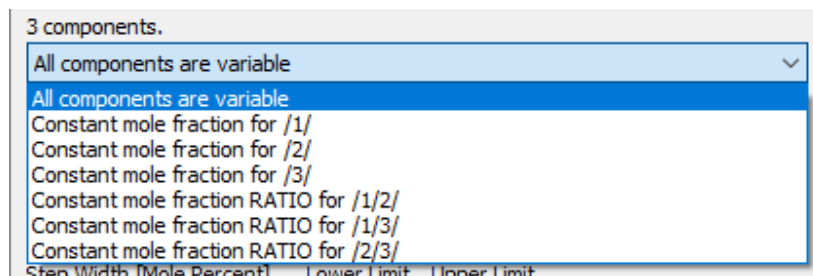 3 components.
All components are variable
All components are variable
Constant mole fraction for /1/
Constant mole fraction for /2/
Constant mole fraction for /3/
Constant mole fraction RATIO for /1/2/
Constant mole fraction RATIO for /1/3/
Constant mole fraction RATIO for /2/3/
Step Width [Mole Percent] Lower Limit Upper Limit